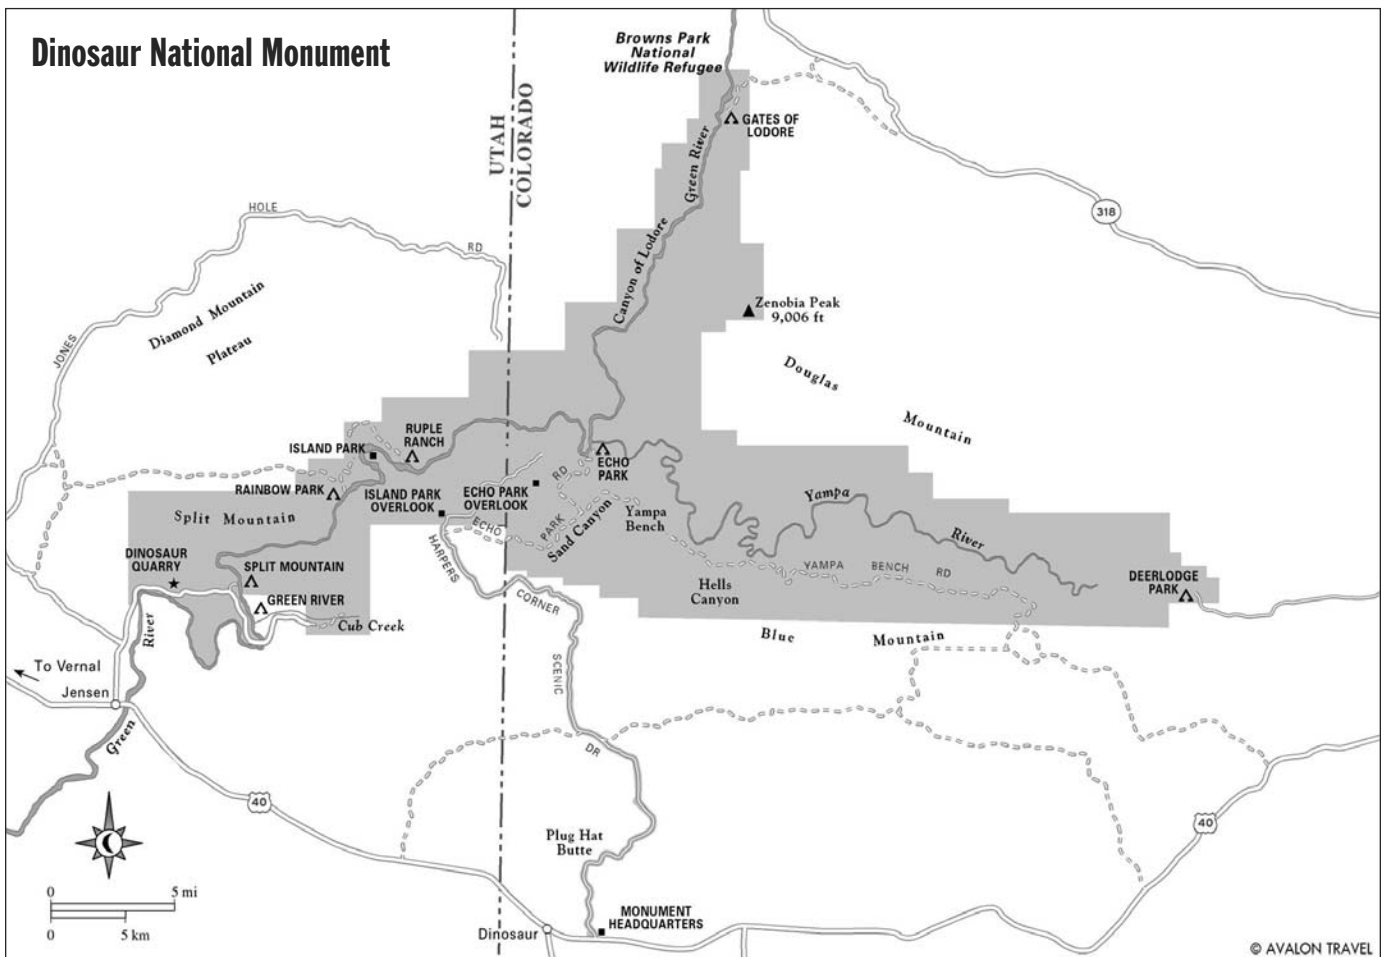 Dinosaur National Monument
Browns Park
National
Wildlife Refugee
UTAH
COLORADO
GATES OF
LODORE
Green River
Canyon of Lodore
318
HOLE
RD
JONES
Diamond Mountain
Plateau
Zenobia Peak
9,006 ft
Douglas
Mountain
RUPLE
RANCH
ISLAND PARK
RAINBOW PARK
ISLAND PARK
OVERLOOK
ECHO PARK
OVERLOOK
ECHO
PARK
RD
ECHO
PARK
Sand Canyon
Yampa
Bench
Yampa
River
Split Mountain
DINOSAUR
QUARRY
SPLIT MOUNTAIN
GREEN RIVER
Cub Creek
HARPERS
CORNER
SCENIC
DR
YAMPA
BENCH
RD
Hells
Canyon
DEERLODGE
PARK
Blue
Mountain
River
Green
To Vernal
Jensen
40
40
Plug Hat
Butte
MONUMENT
HEADQUARTERS
Dinosaur
0
5 mi
0
5 km
© AVALON TRAVEL